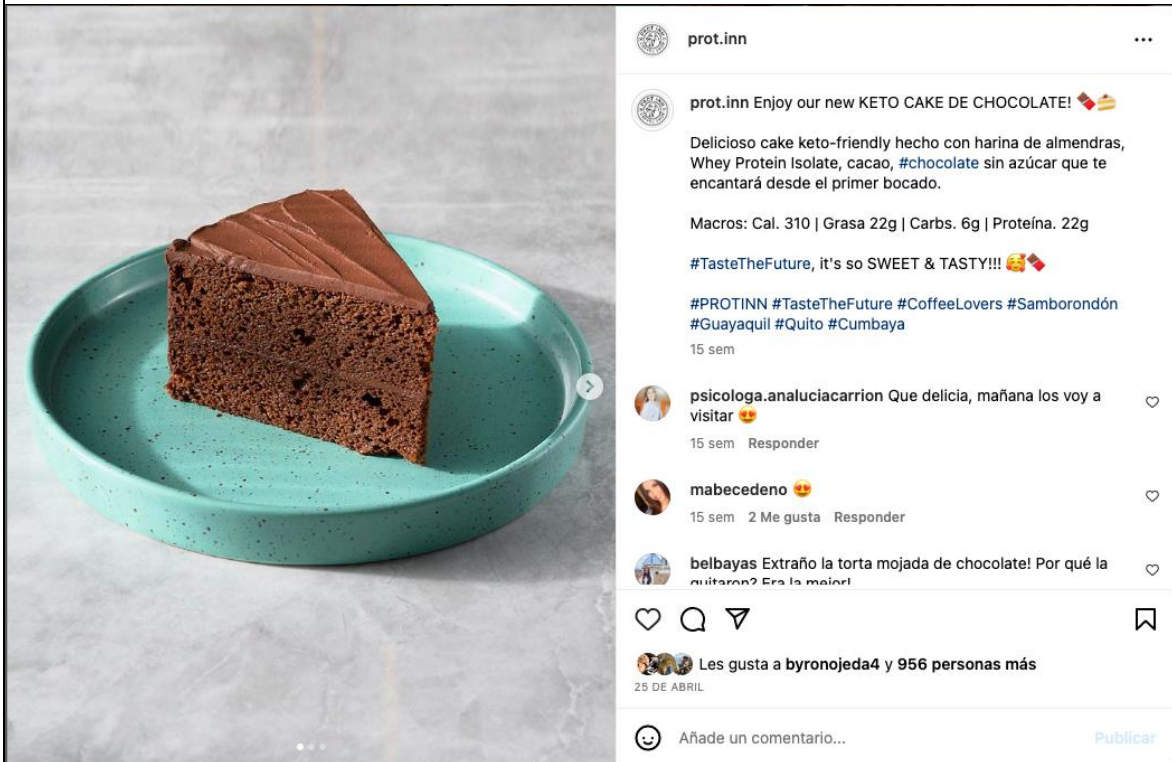 prot.inn
prot.inn Enjoy our new KETO CAKE DE CHOCOLATE!
Delicioso cake keto-friendly hecho con harina de almendras,
Whey Protein Isolate, cacao, #chocolate sin azúcar que te
encantará desde el primer bocado.
Macros: Cal. 310 | Grasa 22g | Carbs. 6g | Proteína. 22g
#TasteTheFuture, it's so SWEET & TASTY!!!
#PROTINN #TasteTheFuture #CoffeeLovers #Samborondón
#Guayaquil #Quito #Cumbaya
15 sem
psicologa.analuciacarrion Que delicia, mañana los voy a
visitar
15 sem Responder
mabecedeno
15 sem 2 Me gusta Responder
belbayas Extraño la torta mojada de chocolate! Por qué la
quitaron? Era la mejor!
Les gusta a byronojeda4 y 956 personas más
25 DE ABRIL
Añade un comentario...
Publicar